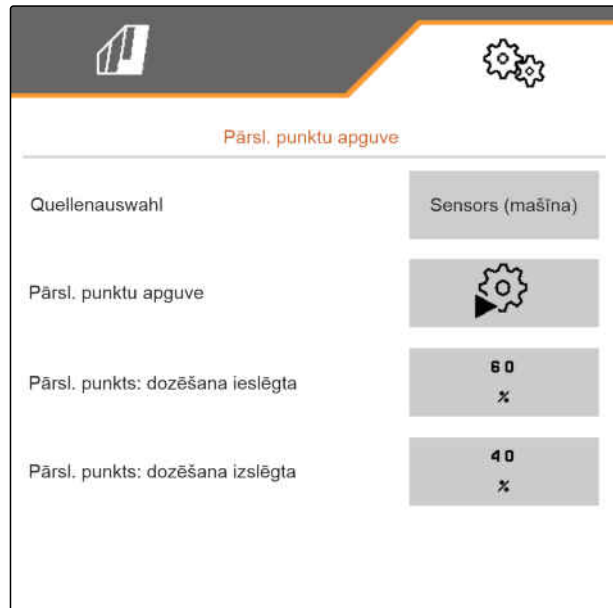 Pārsl. punktu apguve
Quellenauswahl
Sensors (mašīna)
Pārsl. punktu apguve
Pārsl. punkts: dozēšana ieslēgta
60
%
Pārsl. punkts: dozēšana izslēgta
40
%